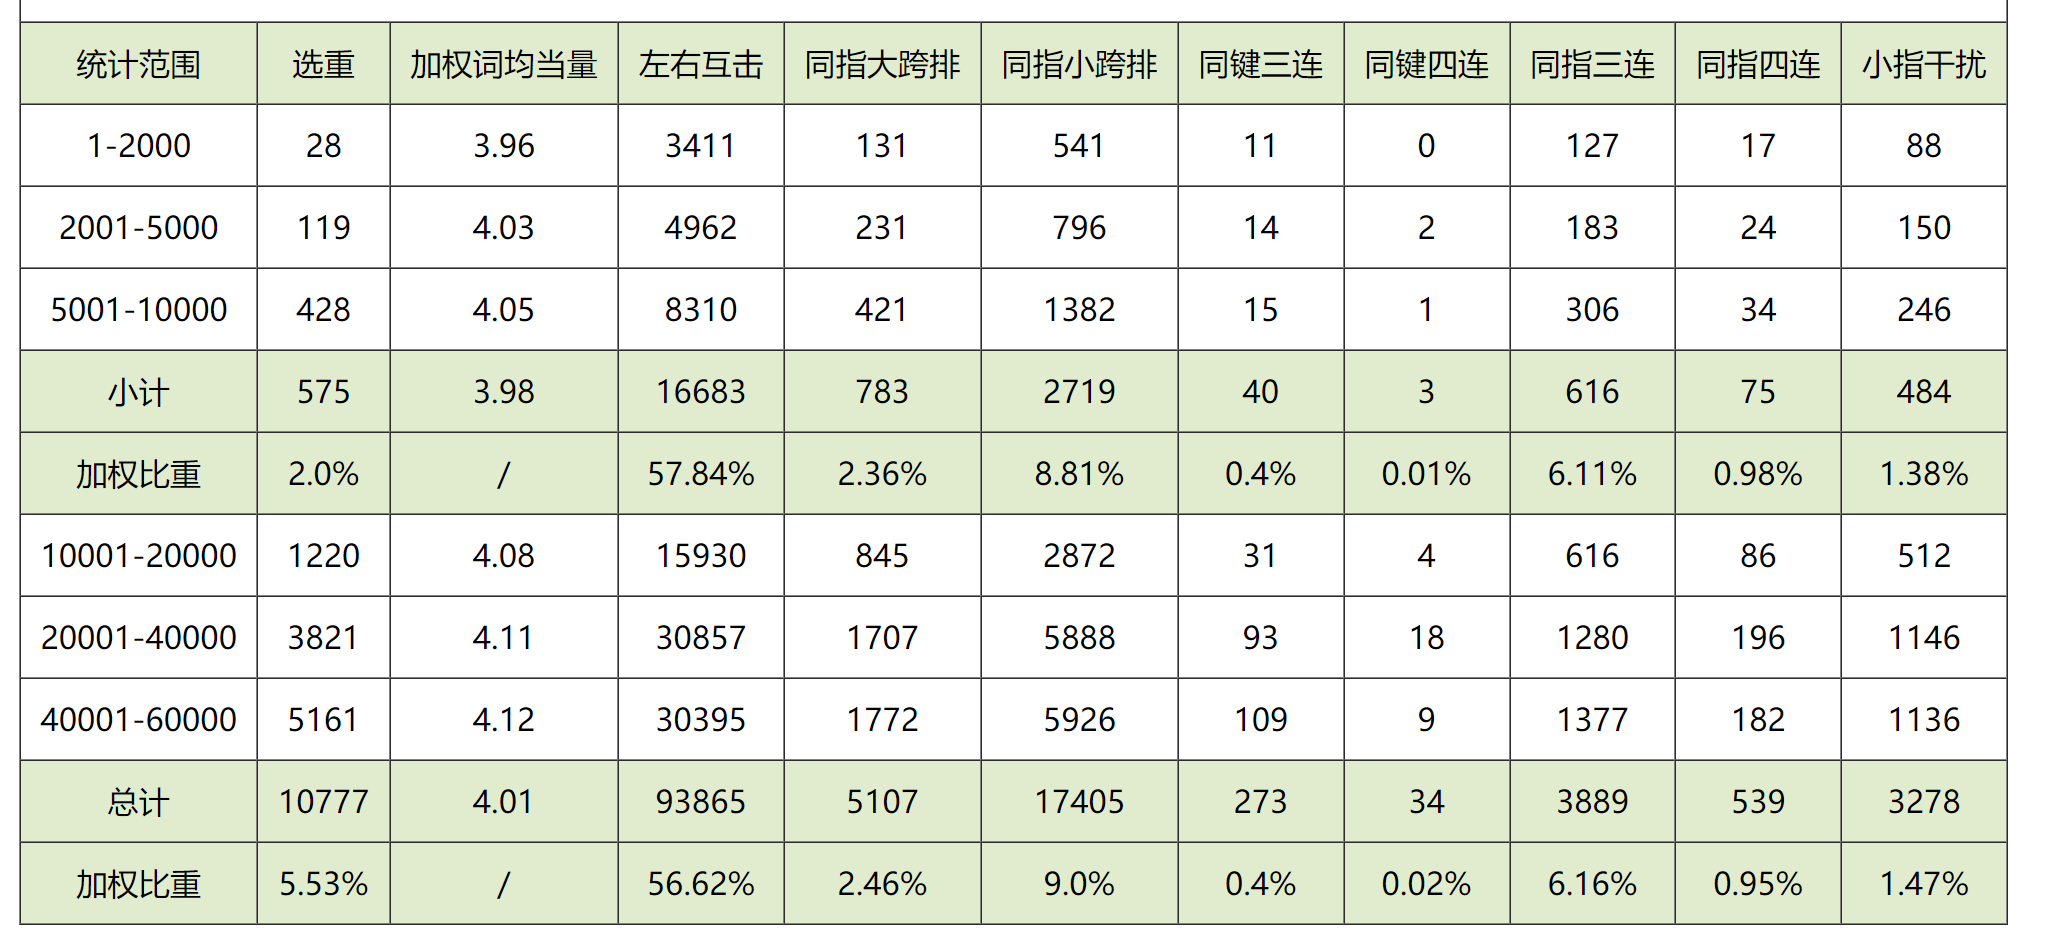 统计范围 选重 加权词均当量 左右互击 同指大跨排 同指小跨排 同键三连 同键四连 同指三连 同指四连 小指干扰
1-2000 28 3.96 3411 131 541 11 0 127 17 88
2001-5000 119 4.03 4962 231 796 14 2 183 24 150
5001-10000 428 4.05 8310 421 1382 15 1 306 34 246
小计 575 3.98 16683 783 2719 40 3 616 75 484
加权比重 2.0% / 57.84% 2.36% 8.81% 0.4% 0.01% 6.11% 0.98% 1.38%
10001-20000 1220 4.08 15930 845 2872 31 4 616 86 512
20001-40000 3821 4.11 30857 1707 5888 93 18 1280 196 1146
40001-60000 5161 4.12 30395 1772 5926 109 9 1377 182 1136
总计 10777 4.01 93865 5107 17405 273 34 3889 539 3278
加权比重 5.53% / 56.62% 2.46% 9.0% 0.4% 0.02% 6.16% 0.95% 1.47%